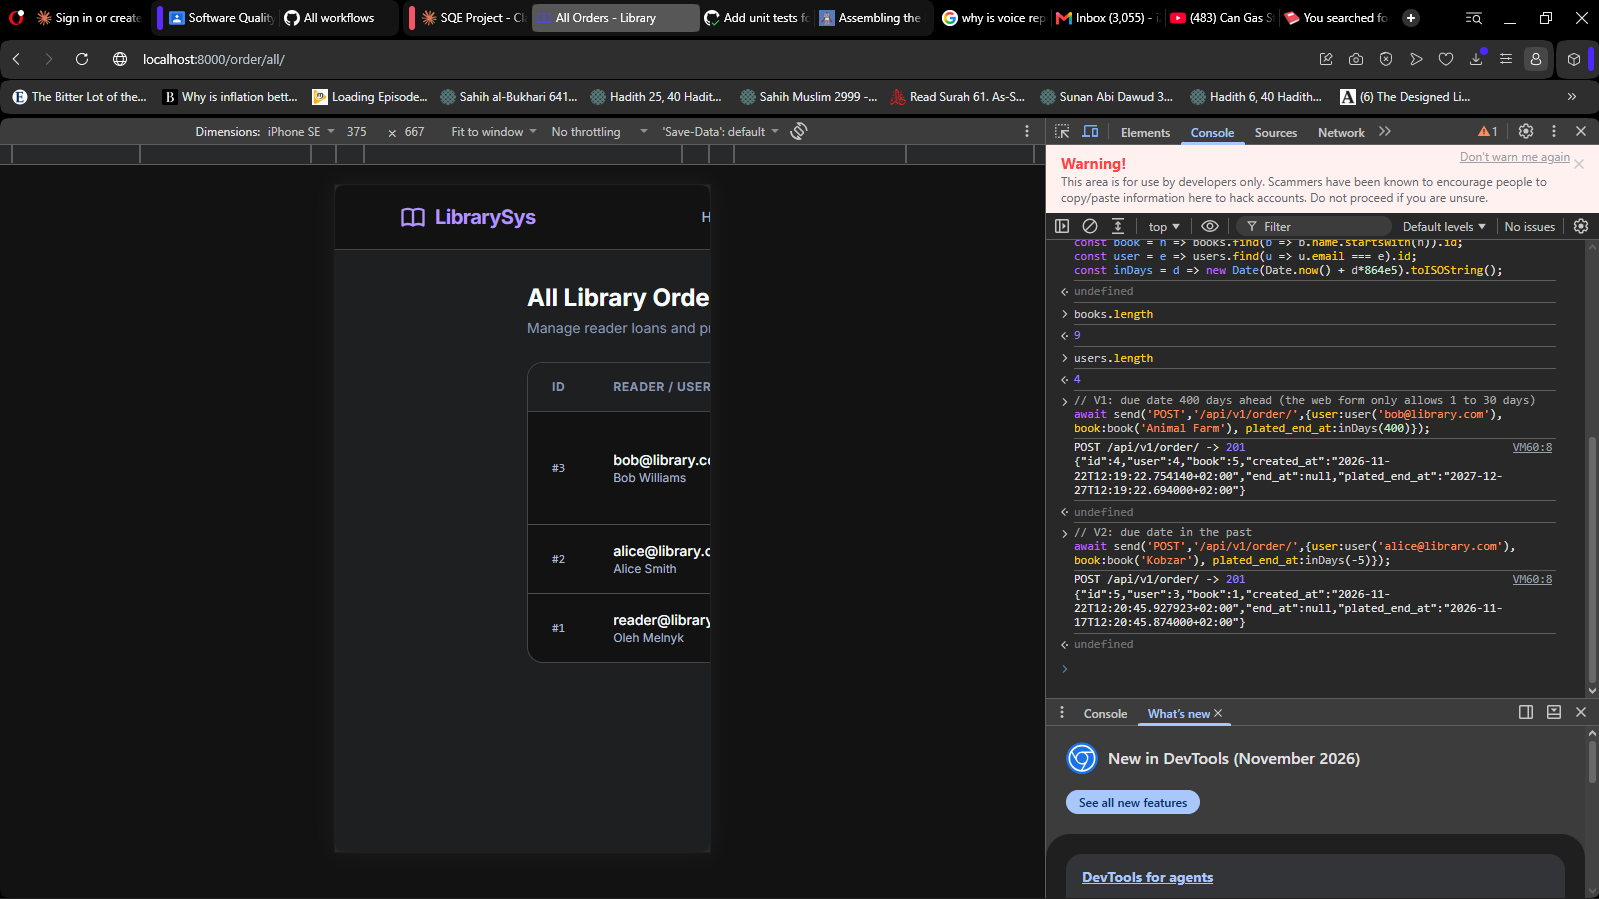 Sign in or create
Software Quality
All workflows
SQE Project - Cl
All Orders - Library
Add unit tests fo
Assembling the
why is voice rep
Inbox (3,055) - i
(483) Can Gas S
You searched fo
localhost:8000/order/all/
The Bitter Lot of the...
Why is inflation bett...
Loading Episode...
Sahih al-Bukhari 641...
Hadith 25, 40 Hadit...
Sahih Muslim 2999 -...
Read Surah 61. As-S...
Sunan Abi Dawud 3...
Hadith 6, 40 Hadith...
(6) The Designed Li...
Dimensions: iPhone SE 375 × 667 Fit to window No throttling 'Save-Data': default
LibrarySys
H
All Library Orde
Manage reader loans and pr
ID READER / USER
#3
bob@library.co
Bob Williams
#2
alice@library.c
Alice Smith
#1
reader@library
Oleh Melnyk
Elements Console Sources Network 1
Warning!
Don't warn me again
This area is for use by developers only. Scammers have been known to encourage people to
copy/paste information here to hack accounts. Do not proceed if you are unsure.
top Filter Default levels No issues
const book = n => books.find(b => b.name.startsWith(n)).id;
const user = e => users.find(u => u.email === e).id;
const inDays = d => new Date(Date.now() + d*864e5).toISOString();
undefined
books.length
9
users.length
4
// V1: due date 400 days ahead (the web form only allows 1 to 30 days)
await send('POST','/api/v1/order/',{user:user('bob@library.com'),
book:book('Animal Farm'), plated_end_at:inDays(400)});
POST /api/v1/order/ -> 201 VM60:8
{"id":4,"user":4,"book":5,"created_at":"2026-11-
22T12:19:22.754140+02:00","end_at":null,"plated_end_at":"2027-12-
27T12:19:22.694000+02:00"}
undefined
// V2: due date in the past
await send('POST','/api/v1/order/',{user:user('alice@library.com'),
book:book('Kobzar'), plated_end_at:inDays(-5)});
POST /api/v1/order/ -> 201 VM60:8
{"id":5,"user":3,"book":1,"created_at":"2026-11-
22T12:20:45.927923+02:00","end_at":null,"plated_end_at":"2026-11-
17T12:20:45.874000+02:00"}
undefined
Console What's new
New in DevTools (November 2026)
See all new features
DevTools for agents